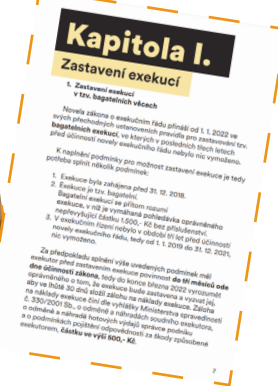 Kapitola I.
Zastavení exekucí
1. Zastavení exekucí
v tzv. bagatelních věcech
Novela zákona o exekučním řádu přináší od 1. 1. 2022 ve
svých přechodných ustanoveních pravidla pro zastavování tzv.
bagatelních exekucí, ve kterých v posledních třech letech
před účinností novely exekučního řádu nebylo nic vymoženo.
K naplnění podmínky pro možnost zastavení exekuce je tedy
potřeba splnit několik podmínek:
1. Exekuce byla zahájena před 31. 12. 2018.
2. Exekuce je tzv. bagatelní.
Bagatelní exekucí se přitom rozumí
exekuce, v níž je vymáhaná pohledávka oprávněného
nepřevyšující částku 1.500,- Kč bez příslušenství.
3. V exekučním řízení nebylo v období tří let před účinností
novely exekučního řádu, tedy od 1. 1. 2019 do 31. 12. 2021,
nic vymoženo.
Za předpokladu splnění výše uvedených podmínek měl
exekutor před zastavením exekuce povinnost do tří měsíců ode
dne účinnosti zákona, tedy do konce března 2022 vyrozumět
oprávněného o tom, že exekuce bude zastavena a vyzvat jej,
aby ve lhůtě 30 dnů složil zálohu na náklady exekuce. Záloha
na náklady exekuce činí dle vyhlášky Ministerstva spravedlnosti
č. 330/2001 Sb., o odměně a náhradách soudního exekutora,
o odměně a náhradě hotových výdajů správce podniku
a o podmínkách pojištění odpovědnosti za škody způsobené
exekutorem, částku ve výši 500,- Kč.
7